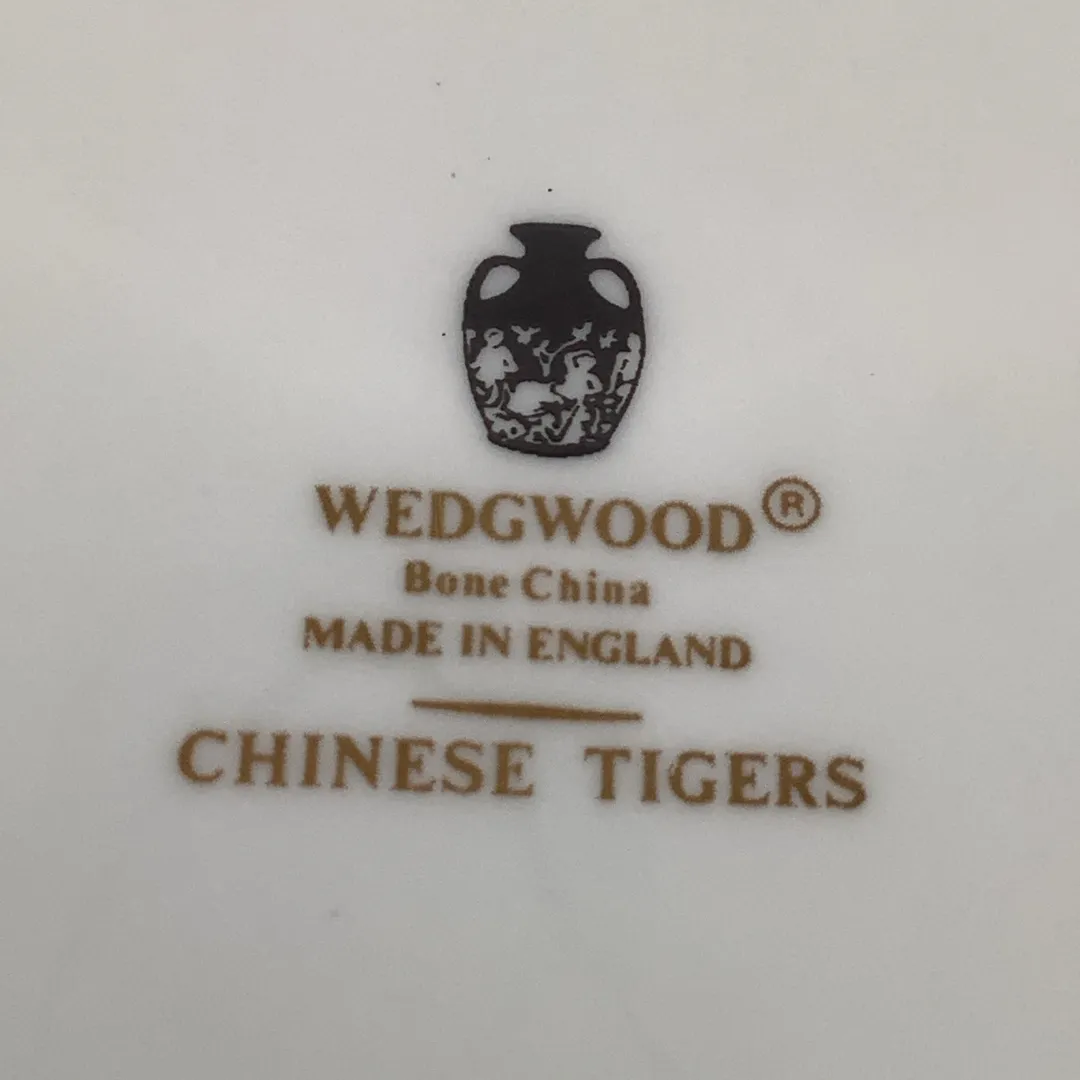 WEDGWOOD®
Bone China
MADE IN ENGLAND
CHINESE TIGERS